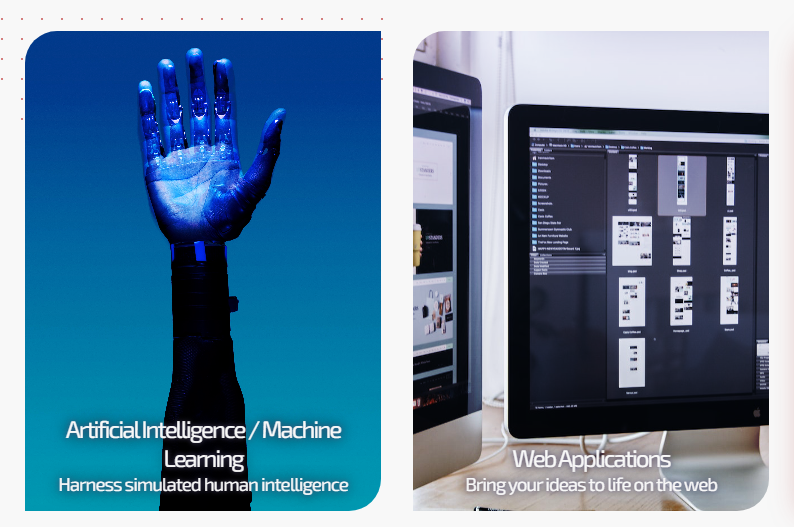 Artificial Intelligence / Machine
Learning
Harness simulated human intelligence
Web Applications
Bring your ideas to life on the web